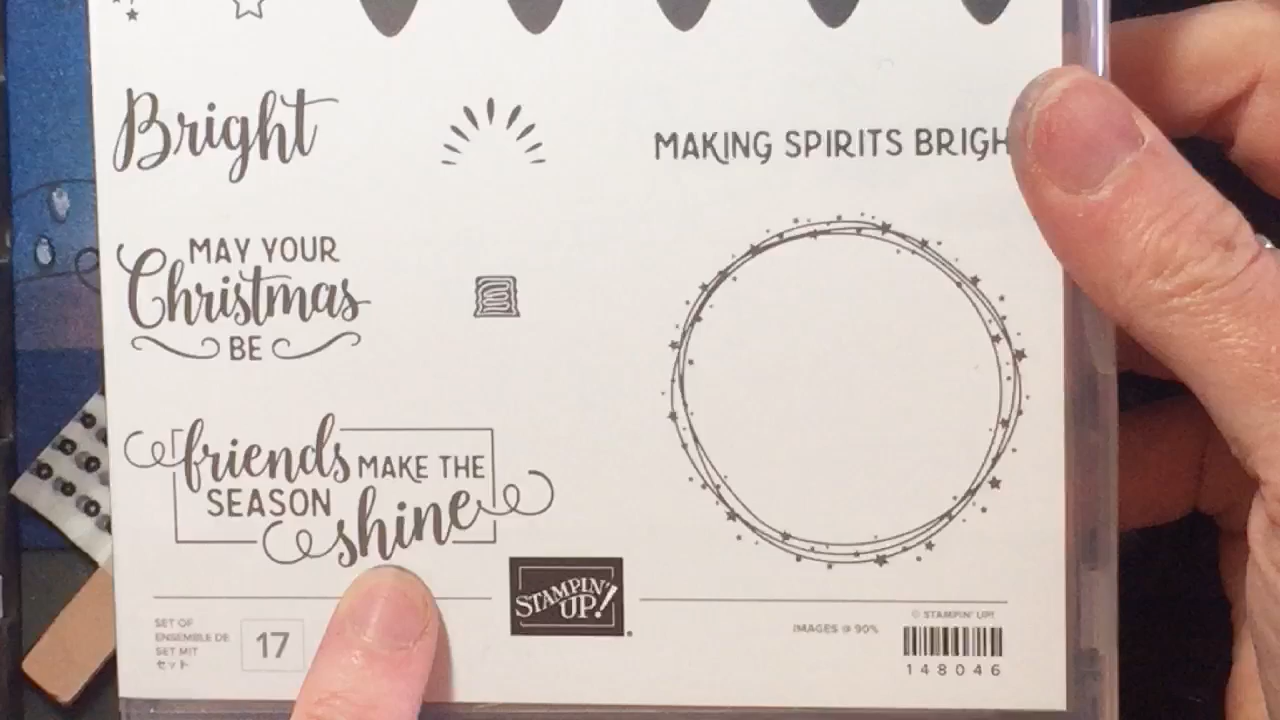 Bright
MAKING SPIRITS BRIGH
MAY YOUR
Christmas
BE
friends MAKE THE
SEASON shine
STAMPIN'
UP!
SET OF
ENSEMBLE DE
SET MIT
セット
17
IMAGES @ 90%
© STAMPIN' UP!
148046